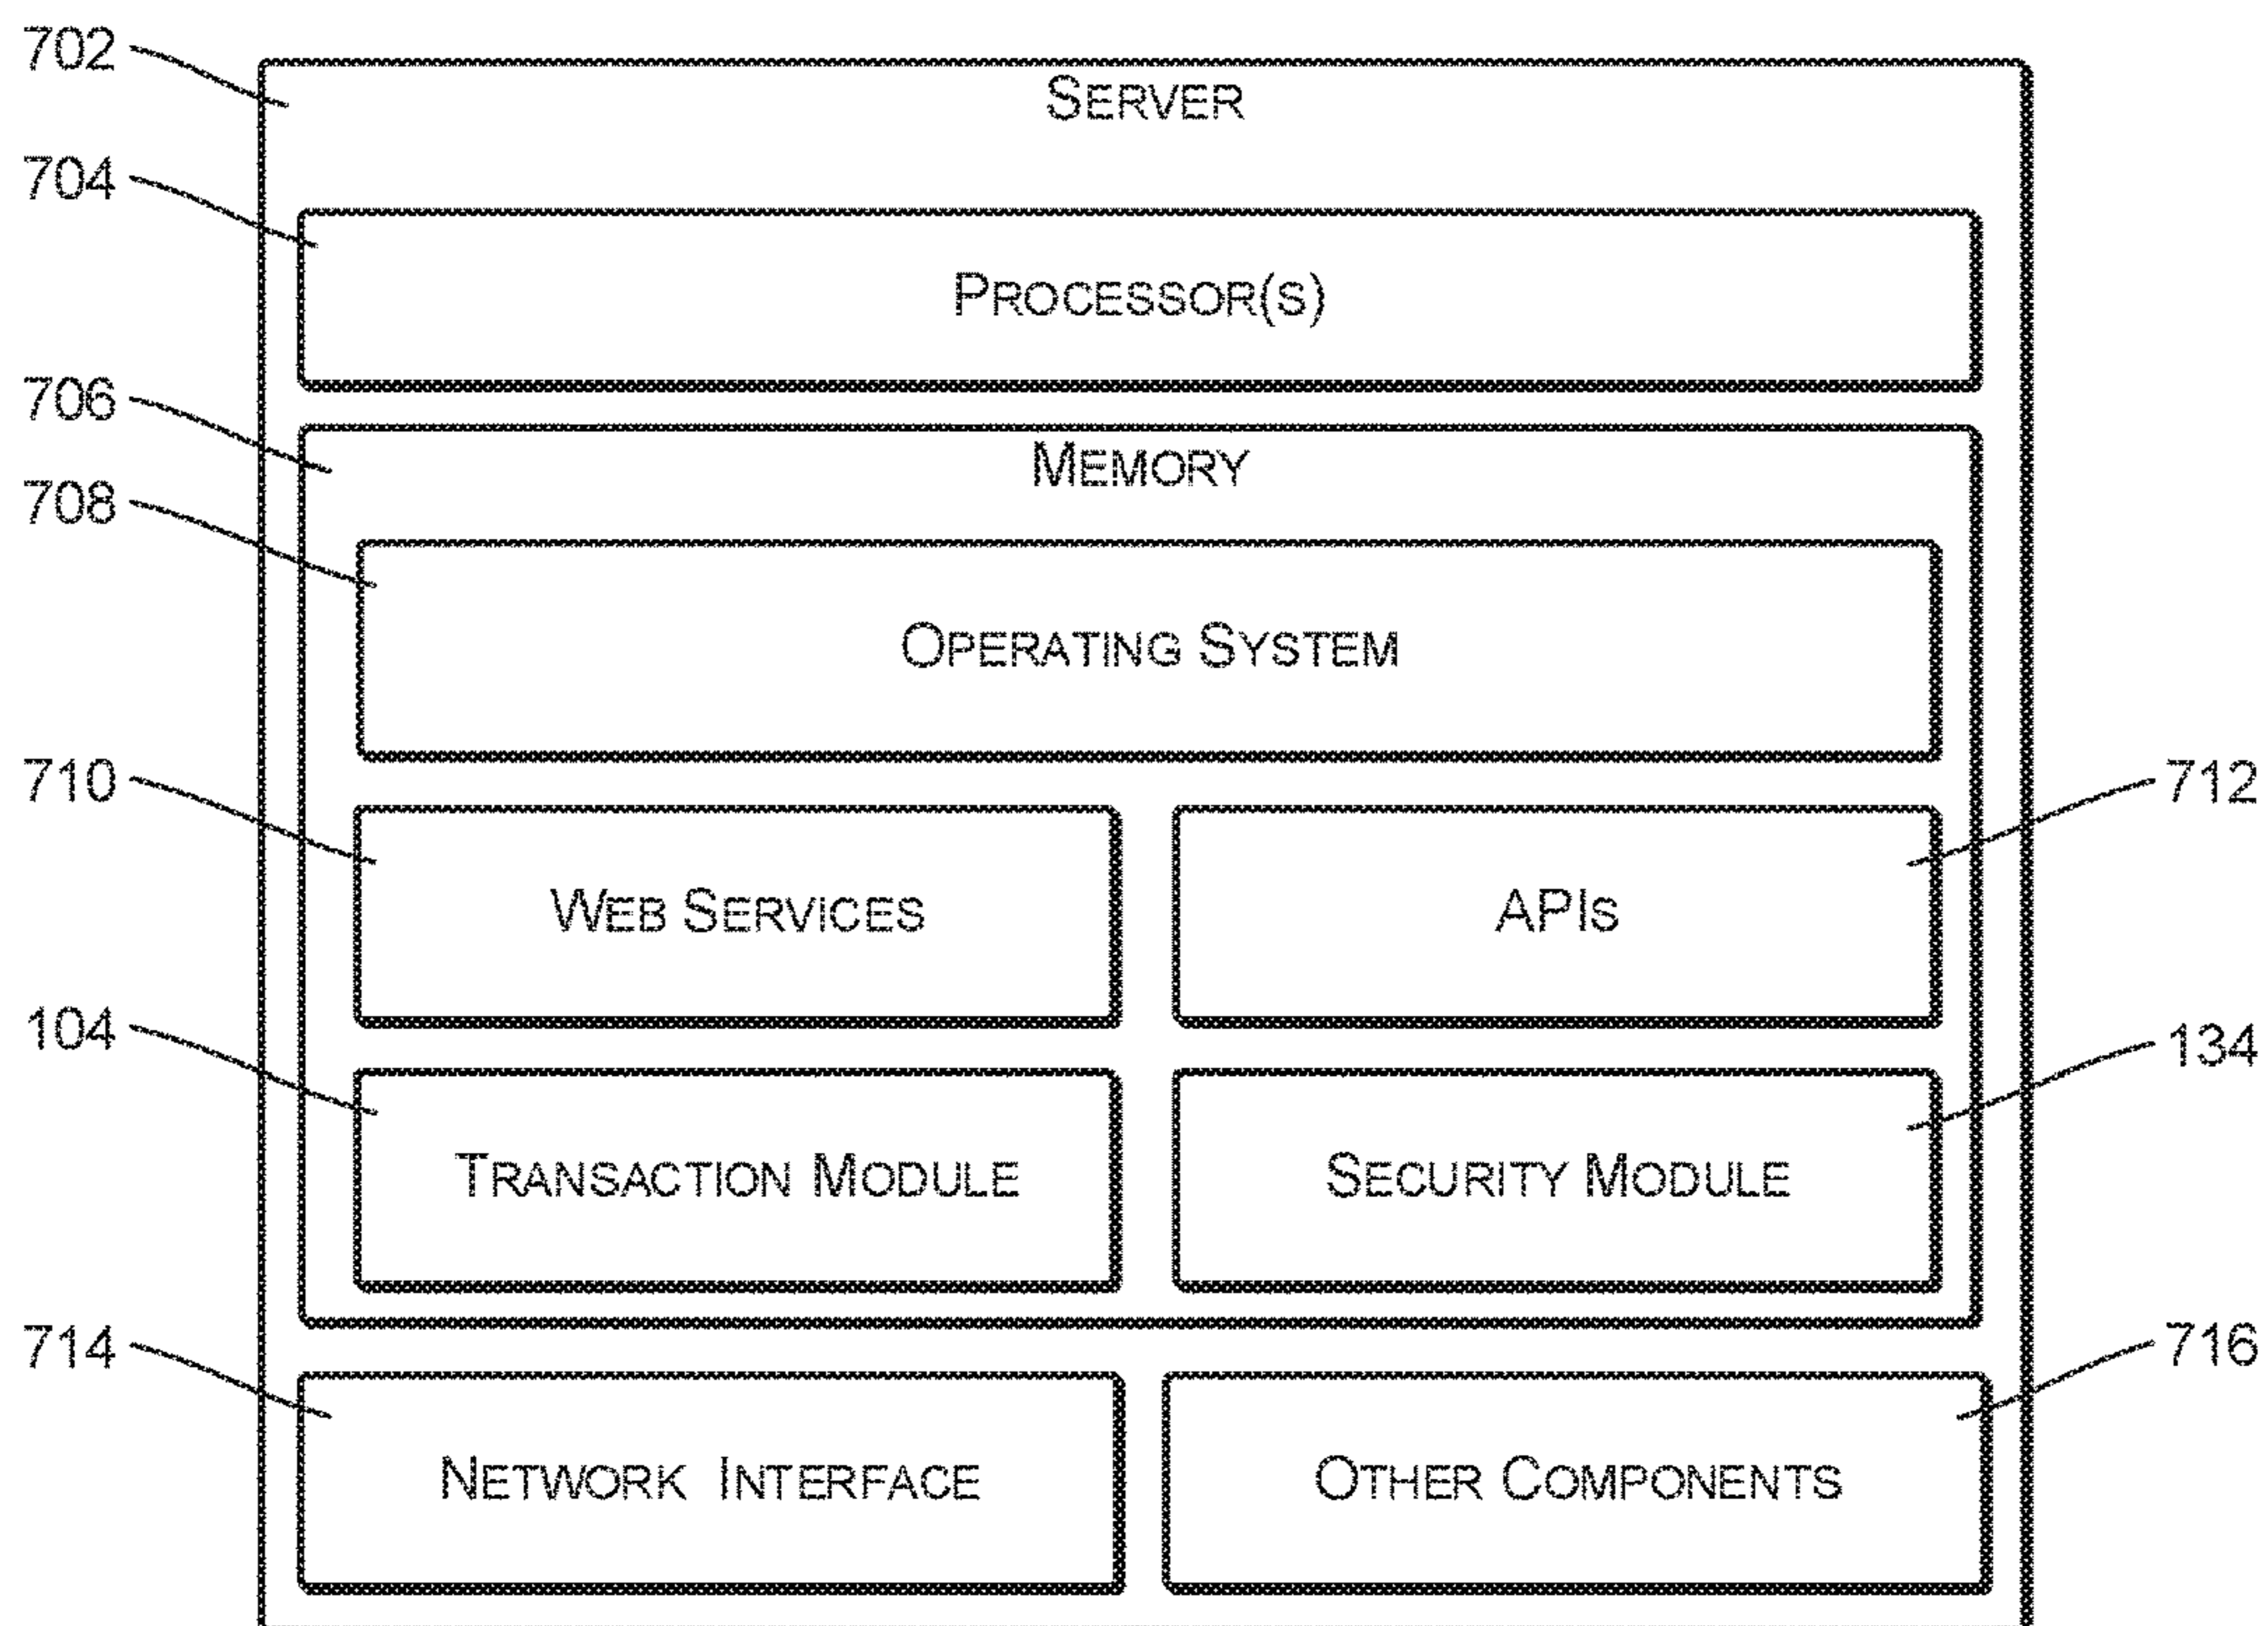 702
SERVER
704
PROCESSOR(S)
706
MEMORY
708
OPERATING SYSTEM
710
712
WEB SERVICES
APIS
104
134
TRANSACTION MODULE
SECURITY MODULE
714
716
NETWORK INTERFACE
OTHER COMPONENTS